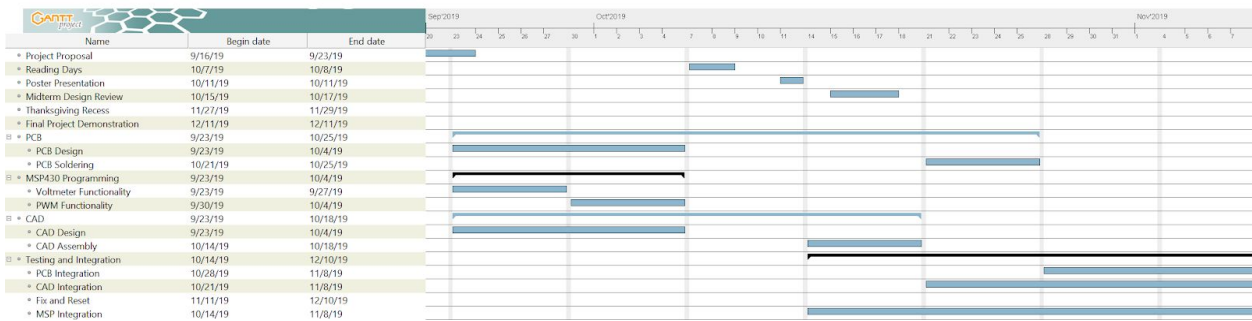 GANTT project
Sep'2019 Oct'2019 Nov'2019
Name Begin date End date
20 23 24 25 26 27 30 1 2 3 4 7 8 9 10 11 14 15 16 17 18 21 22 23 24 25 28 29 30 31 1 4 5 6 7
Project Proposal 9/16/19 9/23/19
Reading Days 10/7/19 10/8/19
Poster Presentation 10/11/19 10/11/19
Midterm Design Review 10/15/19 10/17/19
Thanksgiving Recess 11/27/19 11/29/19
Final Project Demonstration 12/11/19 12/11/19
PCB 9/23/19 10/25/19
PCB Design 9/23/19 10/4/19
PCB Soldering 10/21/19 10/25/19
MSP430 Programming 9/23/19 10/4/19
Voltmeter Functionality 9/23/19 9/27/19
PWM Functionality 9/30/19 10/4/19
CAD 9/23/19 10/18/19
CAD Design 9/23/19 10/4/19
CAD Assembly 10/14/19 10/18/19
Testing and Integration 10/14/19 12/10/19
PCB Integration 10/28/19 11/8/19
CAD Integration 10/21/19 11/8/19
Fix and Reset 11/11/19 12/10/19
MSP Integration 10/14/19 11/8/19